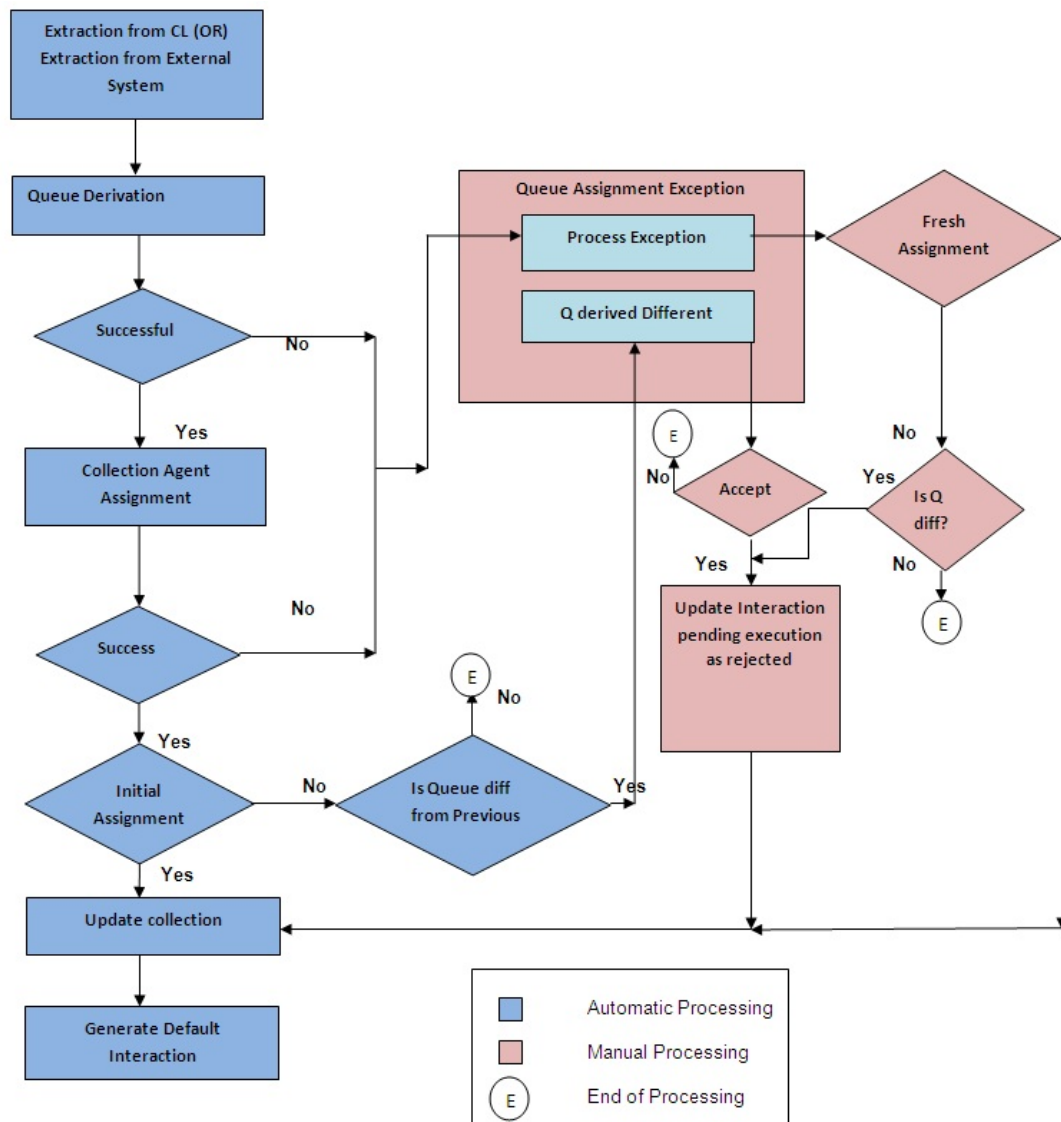 Extraction from CL (OR)
Extraction from External
System
Queue Derivation
Queue Assignment Exception
Process Exception
Fresh
Assignment
Q derived Different
Successful
No
Yes
E
No
Collection Agent
Assignment
No
Accept
Yes
Is Q
diff?
Yes
No
Update Interaction
pending execution
as rejected
E
No
Success
E
No
Yes
Initial
Assignment
No
Is Queue diff
from Previous
Yes
Yes
Update collection
Generate Default
Interaction
Automatic Processing
Manual Processing
E
End of Processing